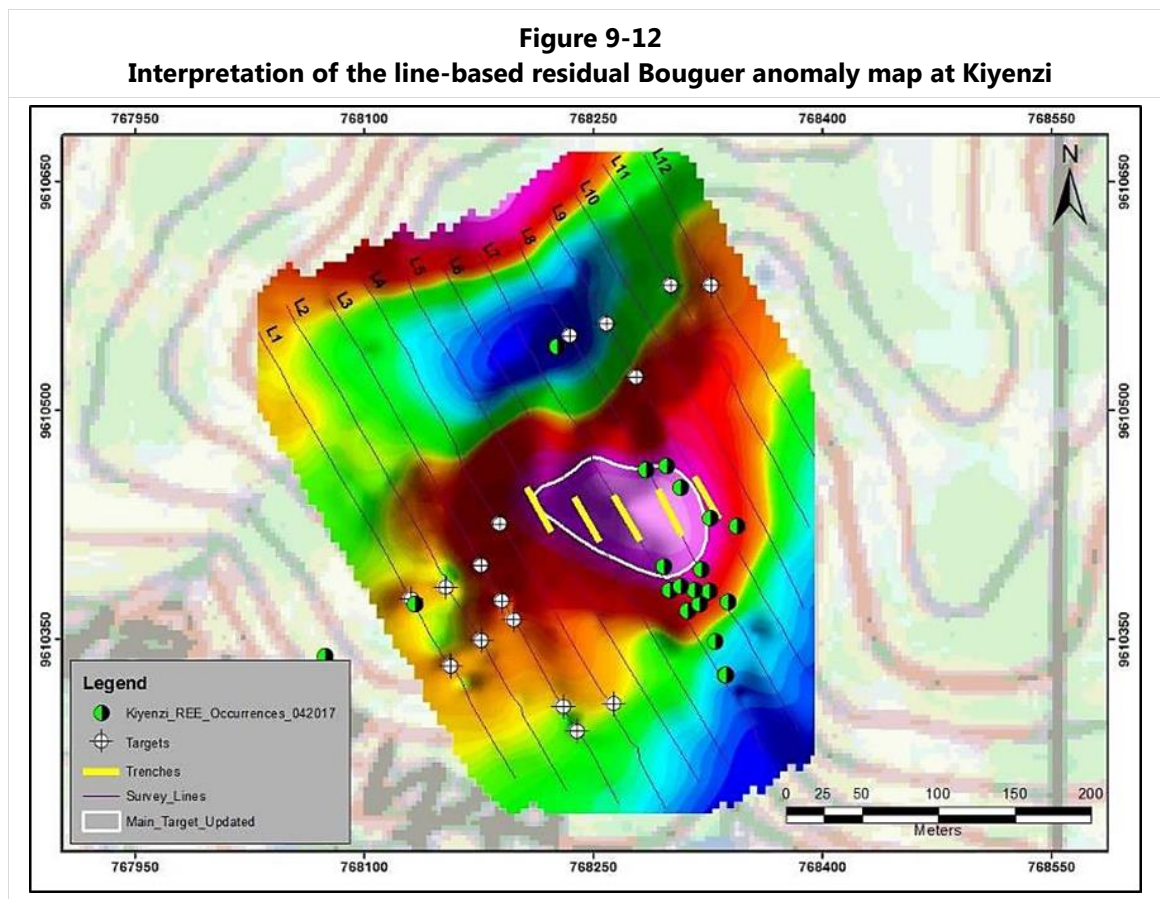 Figure 9-12
Interpretation of the line-based residual Bouguer anomaly map at Kiyenzi
767950 768100 768250 768400 768550
9610650
9610650
N
L12
L11
L10
L9
L8
L7
L6
L5
L4
L3
L2
L1
9610500
9610500
9610350
9610350
Legend
Kiyenzi_REE_Occurrences_042017
Targets
Trenches
Survey_Lines
Main_Target_Updated
0 25 50 100 150 200
Meters
767950 768100 768250 768400 768550